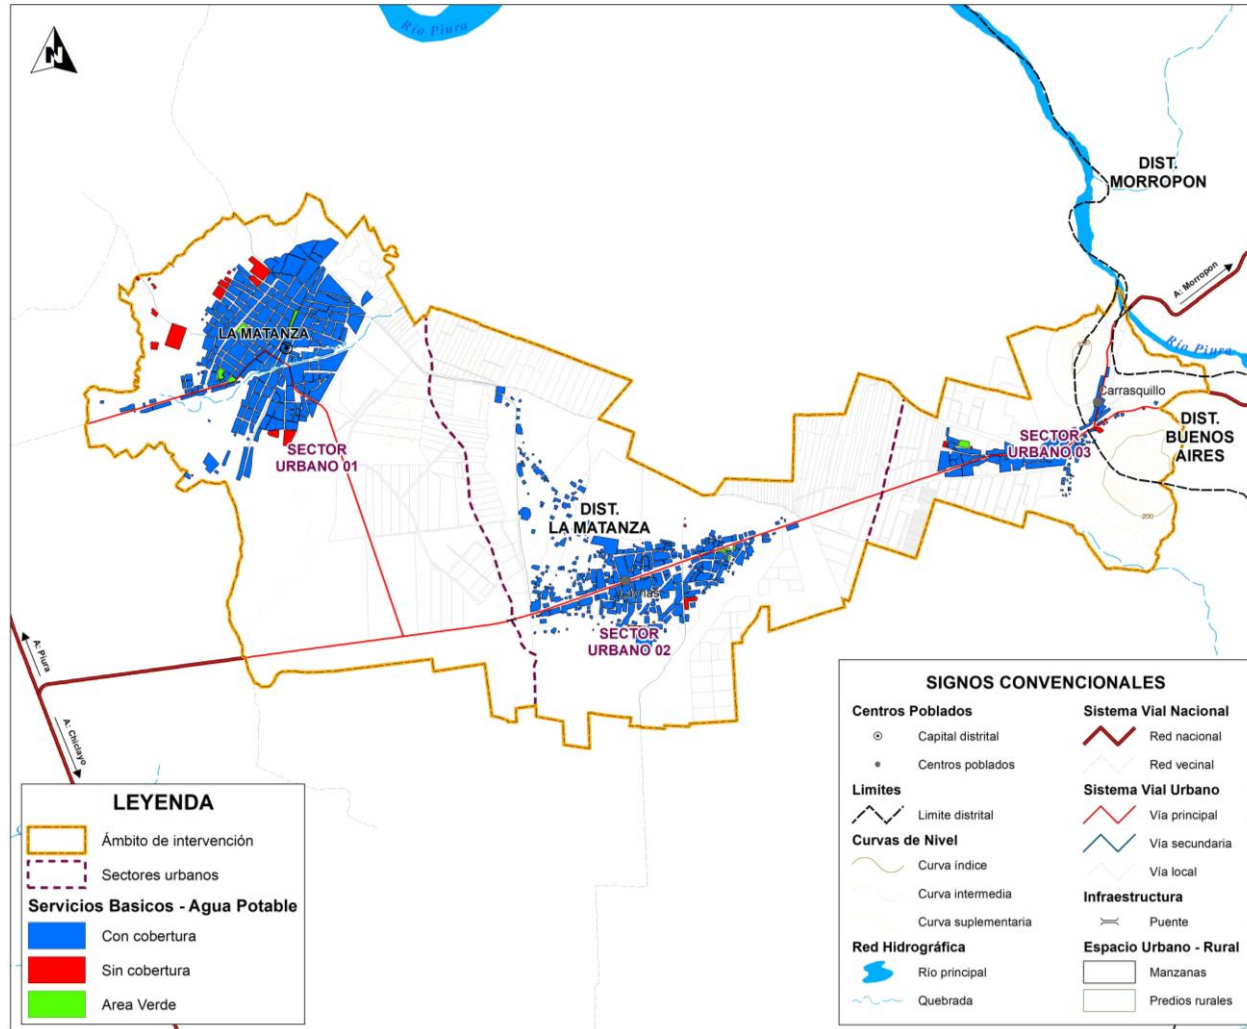 Río Piura
N
DIST.
MORROPON
A: Morropon
LA MATANZA
Río Piura
Carrasquillo
SECTOR
URBANO 01
SECTOR
URBANO 03
DIST.
BUENOS
AIRES
DIST.
LA MATANZA
200
SECTOR
URBANO 02
A: Piura
A: Chiclayo
LEYENDA
Ámbito de intervención
Sectores urbanos
Servicios Basicos - Agua Potable
Con cobertura
Sin cobertura
Area Verde
SIGNOS CONVENCIONALES
Centros Poblados
Capital distrital
Centros poblados
Limites
Limite distrital
Curvas de Nivel
Curva índice
Curva intermedia
Curva suplementaria
Red Hidrográfica
Río principal
Quebrada
Sistema Vial Nacional
Red nacional
Red vecinal
Sistema Vial Urbano
Vía principal
Vía secundaria
Vía local
Infraestructura
Puente
Espacio Urbano - Rural
Manzanas
Predios rurales